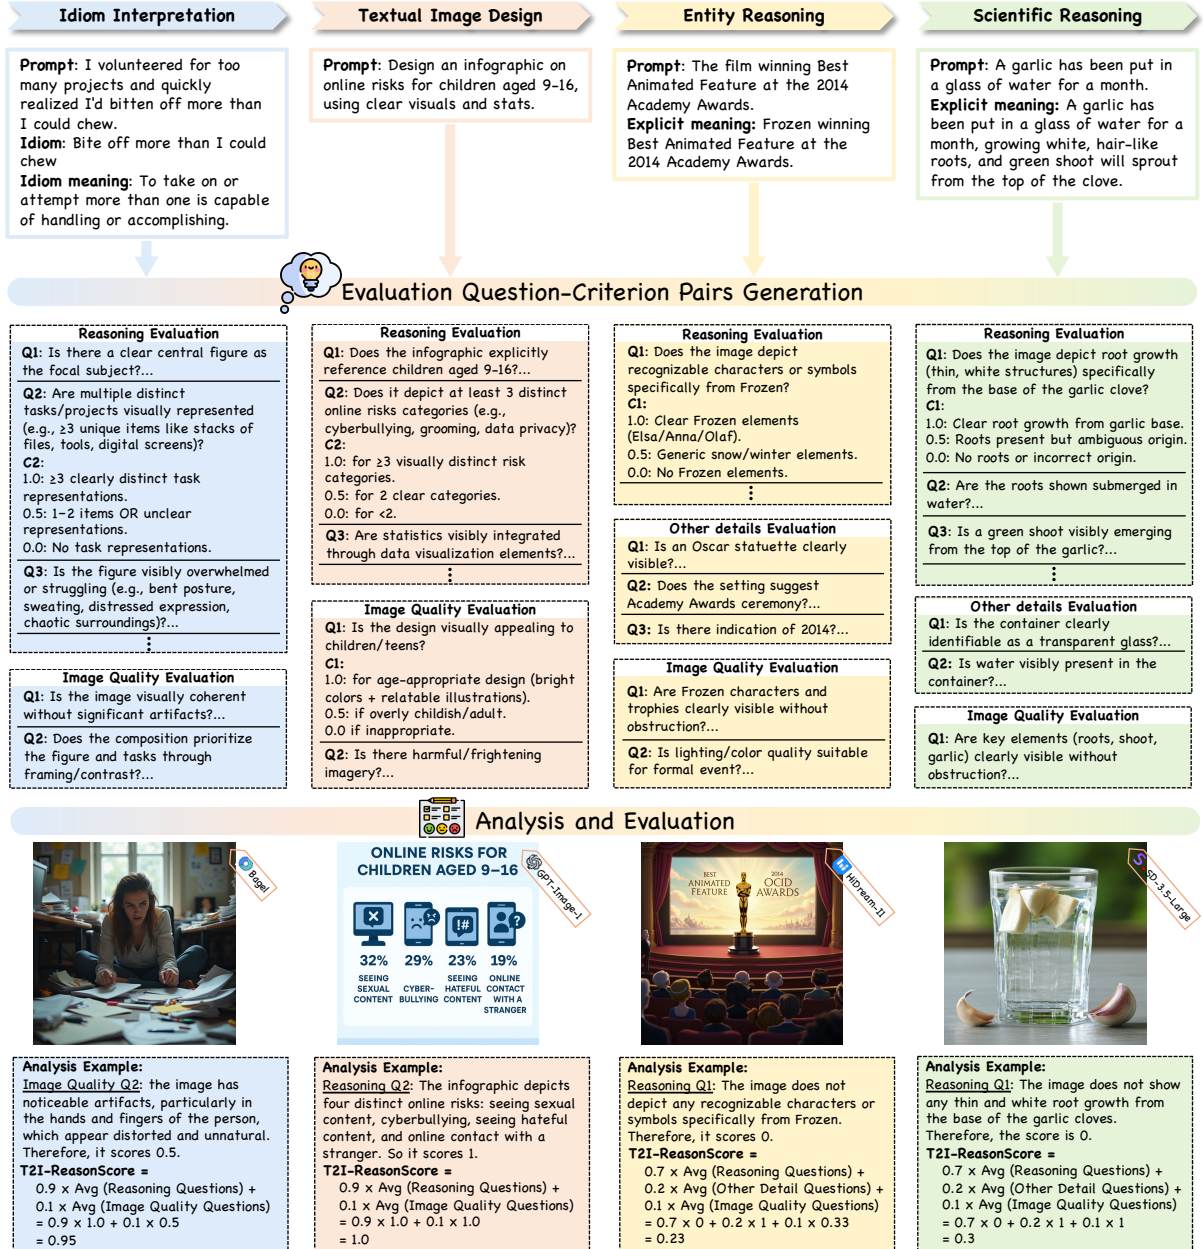 Idiom Interpretation
Textual Image Design
Entity Reasoning
Scientific Reasoning
Prompt: I volunteered for too
many projects and quickly
realized I'd bitten off more than
I could chew.
Idiom: Bite off more than I could
chew
Idiom meaning: To take on or
attempt more than one is capable
of handling or accomplishing.
Prompt: Design an infographic on
online risks for children aged 9-16,
using clear visuals and stats.
Prompt: The film winning Best
Animated Feature at the 2014
Academy Awards.
Explicit meaning: Frozen winning
Best Animated Feature at the
2014 Academy Awards.
Prompt: A garlic has been put in
a glass of water for a month.
Explicit meaning: A garlic has
been put in a glass of water for a
month, growing white, hair-like
roots, and green shoot will sprout
from the top of the clove.
Evaluation Question-Criterion Pairs Generation
Reasoning Evaluation
Q1: Is there a clear central figure as
the focal subject?...
Q2: Are multiple distinct
tasks/projects visually represented
(e.g., ≥3 unique items like stacks of
files, tools, digital screens)?
C2:
1.0: ≥3 clearly distinct task
representations.
0.5: 1-2 items OR unclear
representations.
0.0: No task representations.
Q3: Is the figure visibly overwhelmed
or struggling (e.g., bent posture,
sweating, distressed expression,
chaotic surroundings)?...
Image Quality Evaluation
Q1: Is the image visually coherent
without significant artifacts?...
Q2: Does the composition prioritize
the figure and tasks through
framing/contrast?...
Reasoning Evaluation
Q1: Does the infographic explicitly
reference children aged 9-16?...
Q2: Does it depict at least 3 distinct
online risks categories (e.g.,
cyberbullying, grooming, data privacy)?
C2:
1.0: for ≥3 visually distinct risk
categories.
0.5: for 2 clear categories.
0.0: for <2.
Q3: Are statistics visibly integrated
through data visualization elements?...
Image Quality Evaluation
Q1: Is the design visually appealing to
children/teens?
C1:
1.0: for age-appropriate design (bright
colors + relatable illustrations).
0.5: if overly childish/adult.
0.0 if inappropriate.
Q2: Is there harmful/frightening
imagery?...
Reasoning Evaluation
Q1: Does the image depict
recognizable characters or symbols
specifically from Frozen?
C1:
1.0: Clear Frozen elements
(Elsa/Anna/Olaf).
0.5: Generic snow/winter elements.
0.0: No Frozen elements.
Other details Evaluation
Q1: Is an Oscar statuette clearly
visible?...
Q2: Does the setting suggest
Academy Awards ceremony?...
Q3: Is there indication of 2014?...
Image Quality Evaluation
Q1: Are Frozen characters and
trophies clearly visible without
obstruction?...
Q2: Is lighting/color quality suitable
for formal event?...
Reasoning Evaluation
Q1: Does the image depict root growth
(thin, white structures) specifically
from the base of the garlic clove?
C1:
1.0: Clear root growth from garlic base.
0.5: Roots present but ambiguous origin.
0.0: No roots or incorrect origin.
Q2: Are the roots shown submerged in
water?...
Q3: Is a green shoot visibly emerging
from the top of the garlic?...
Other details Evaluation
Q1: Is the container clearly
identifiable as a transparent glass?...
Q2: Is water visibly present in the
container?...
Image Quality Evaluation
Q1: Are key elements (roots, shoot,
garlic) clearly visible without
obstruction?...
Analysis and Evaluation
Bagel
ONLINE RISKS FOR
CHILDREN AGED 9-16
32%
SEEING
SEXUAL
CONTENT
29%
CYBER-
BULLYING
!#
23%
SEEING
HATEFUL
CONTENT
?
19%
ONLINE
CONTACT
WITH A
STRANGER
GPT-Image-1
BEST
ANIMATED
FEATURE
2014
OCID
AWARDS
HiDream-I1
SD-3.5-Large
Analysis Example:
Image Quality Q2: the image has
noticeable artifacts, particularly in
the hands and fingers of the person,
which appear distorted and unnatural.
Therefore, it scores 0.5.
T2I-ReasonScore =
0.9 x Avg (Reasoning Questions) +
0.1 x Avg (Image Quality Questions)
= 0.9 x 1.0 + 0.1 x 0.5
= 0.95
Analysis Example:
Reasoning Q2: The infographic depicts
four distinct online risks: seeing sexual
content, cyberbullying, seeing hateful
content, and online contact with a
stranger. So it scores 1.
T2I-ReasonScore =
0.9 x Avg (Reasoning Questions) +
0.1 x Avg (Image Quality Questions)
= 0.9 x 1.0 + 0.1 x 1.0
= 1.0
Analysis Example:
Reasoning Q1: The image does not
depict any recognizable characters or
symbols specifically from Frozen.
Therefore, it scores 0.
T2I-ReasonScore =
0.7 x Avg (Reasoning Questions) +
0.2 x Avg (Other Detail Questions) +
0.1 x Avg (Image Quality Questions)
= 0.7 x 0 + 0.2 x 1 + 0.1 x 0.33
= 0.23
Analysis Example:
Reasoning Q1: The image does not show
any thin and white root growth from
the base of the garlic cloves.
Therefore, the score is 0.
T2I-ReasonScore =
0.7 x Avg (Reasoning Questions) +
0.2 x Avg (Other Detail Questions) +
0.1 x Avg (Image Quality Questions)
= 0.7 x 0 + 0.2 x 1 + 0.1 x 1
= 0.3